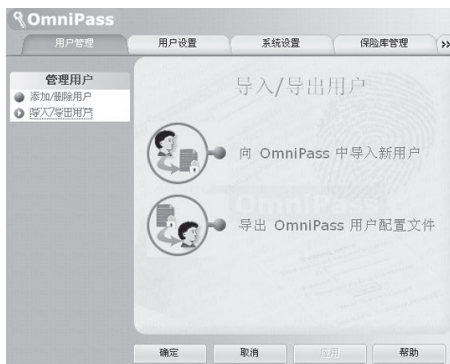 OmniPass
用户管理 用户设置 系统设置 保险库管理 >>
管理用户
添加/删除用户
导入/导出用户
导入/导出用户
向 OmniPass 中导入新用户
OmniPass
导出 OmniPass 用户配置文件
确定 取消 应用 帮助